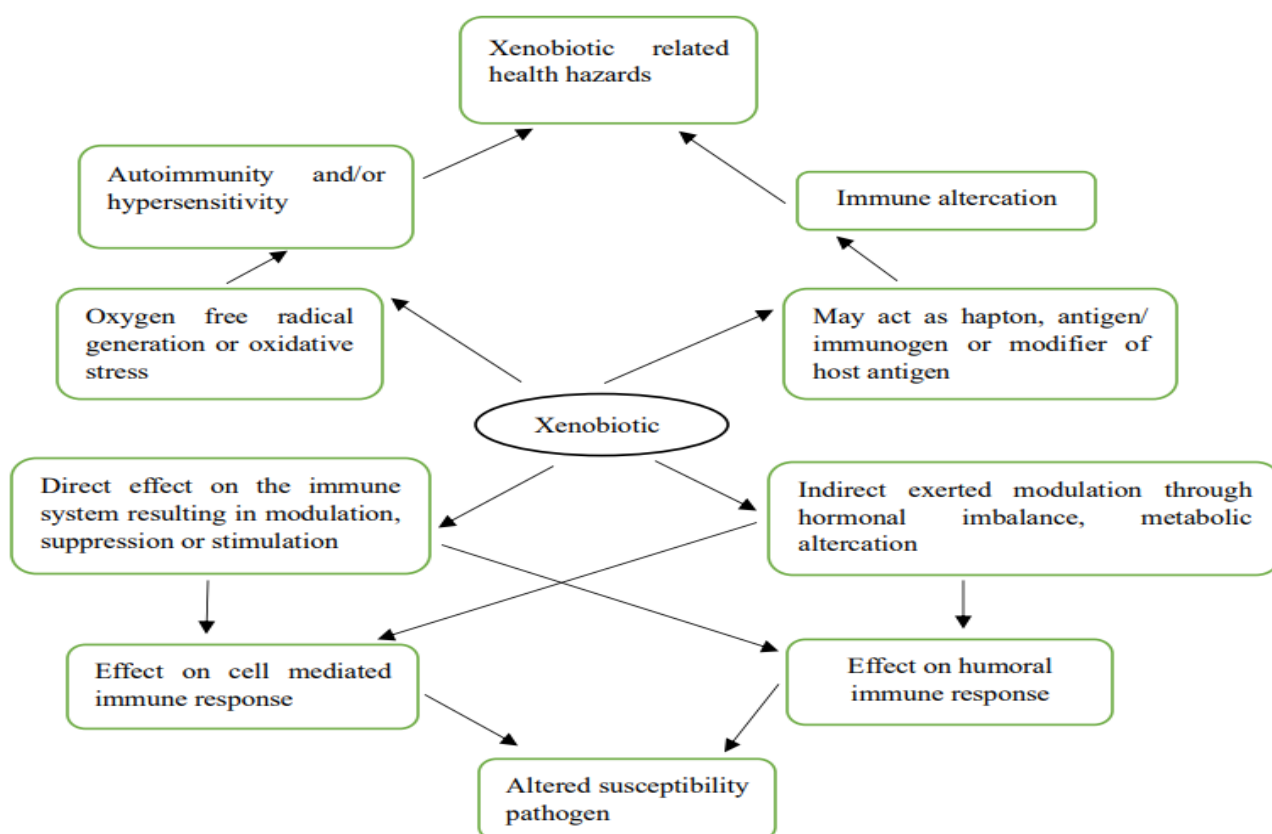 Xenobiotic related
health hazards
Autoimmunity and/or
hypersensitivity
Immune altercation
Oxygen free radical
generation or oxidative
stress
May act as hapton, antigen/
immunogen or modifier of
host antigen
Xenobiotic
Direct effect on the immune
system resulting in modulation,
suppression or stimulation
Indirect exerted modulation through
hormonal imbalance, metabolic
altercation
Effect on cell mediated
immune response
Effect on humoral
immune response
Altered susceptibility
pathogen